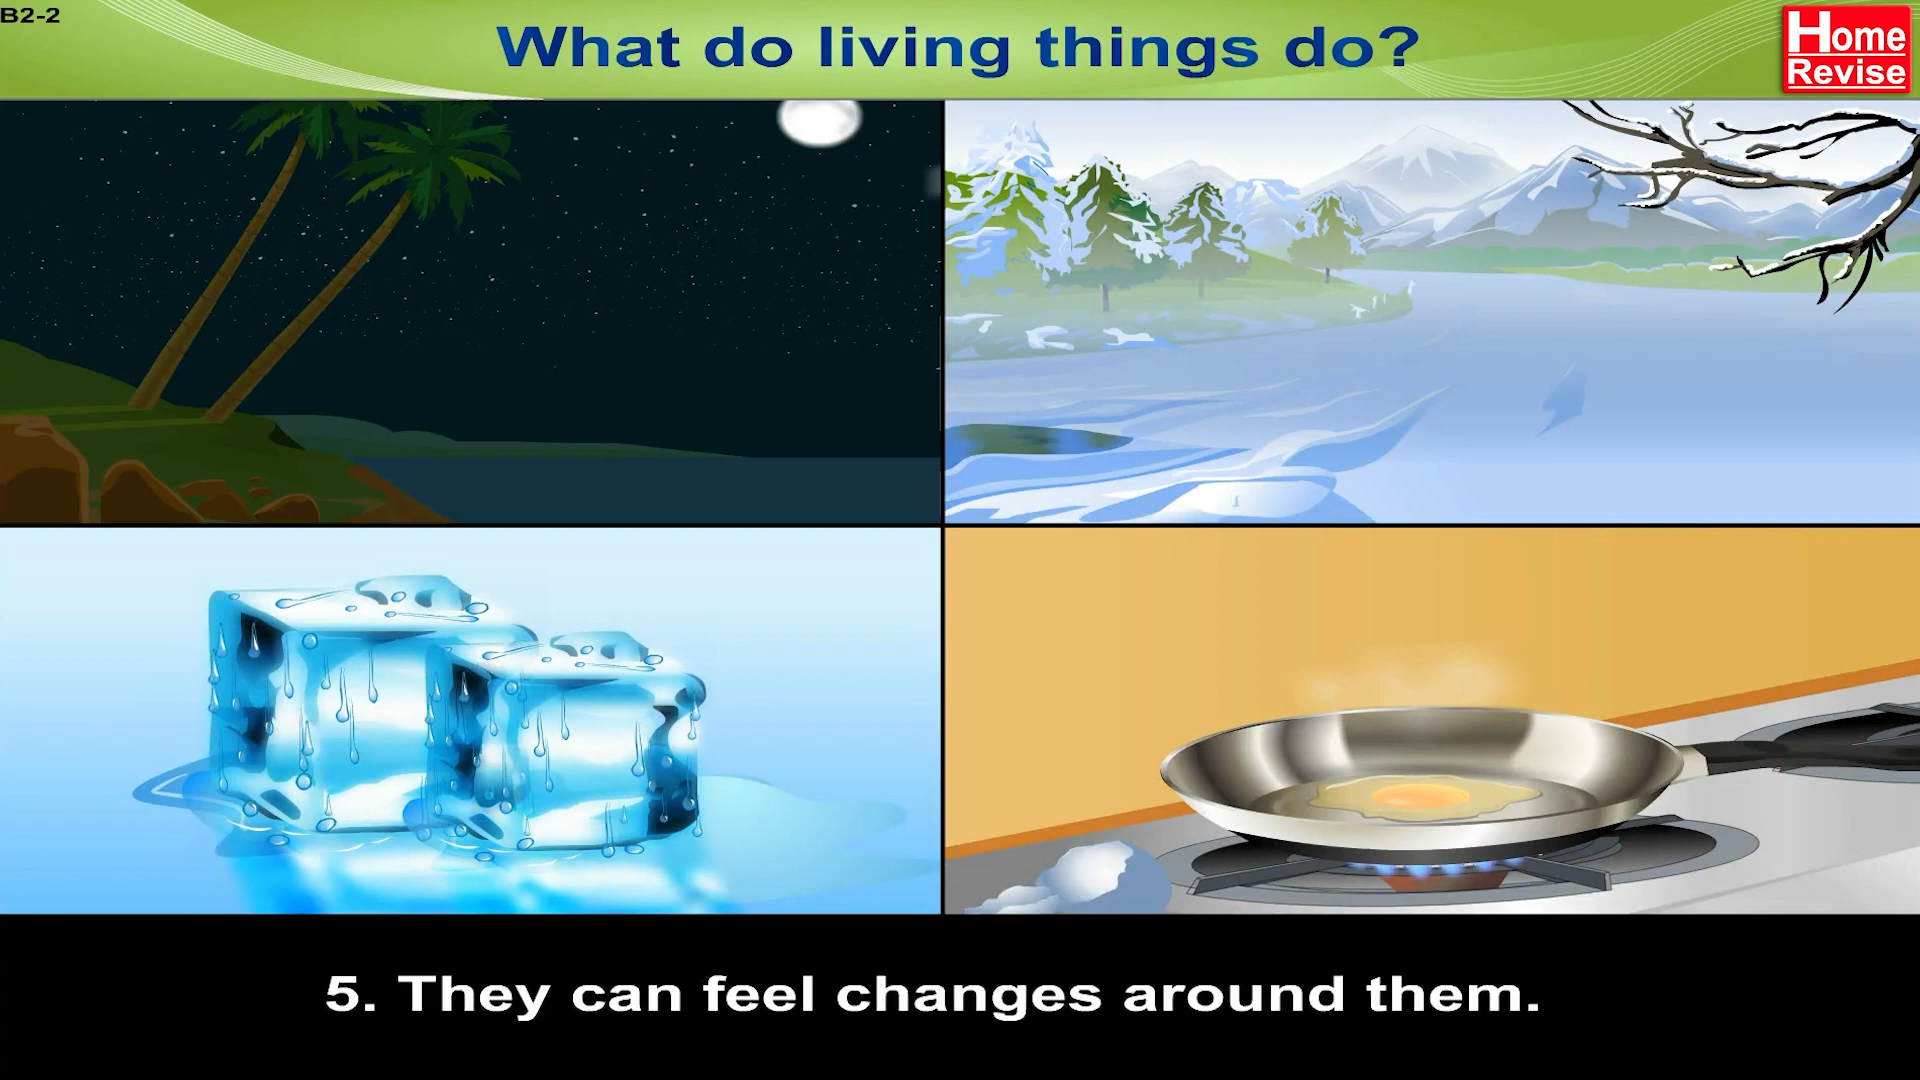 B2-2
What do living things do?
Home
Revise
5. They can feel changes around them.